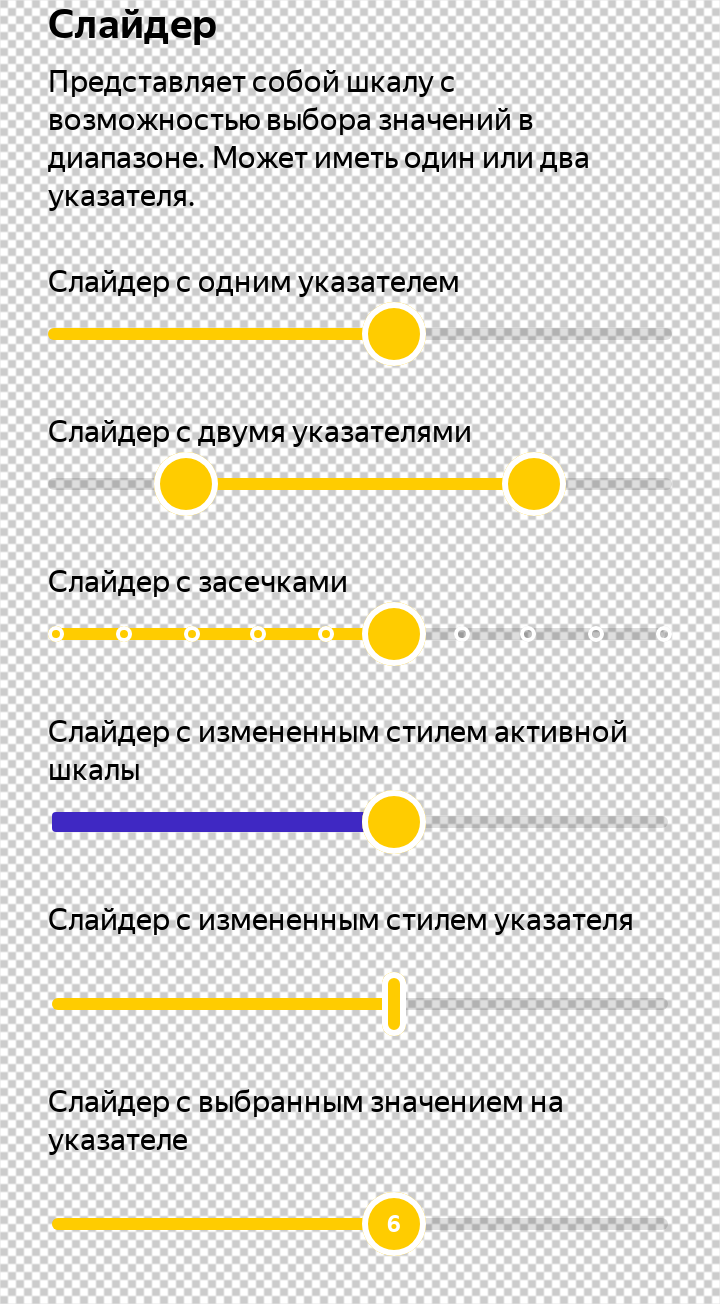 Слайдер
Представляет собой шкалу с
возможностью выбора значений в
диапазоне. Может иметь один или два
указателя.
Слайдер с одним указателем
Слайдер с двумя указателями
Слайдер с засечками
Слайдер с измененным стилем активной
шкалы
Слайдер с измененным стилем указателя
Слайдер с выбранным значением на
указателе
6